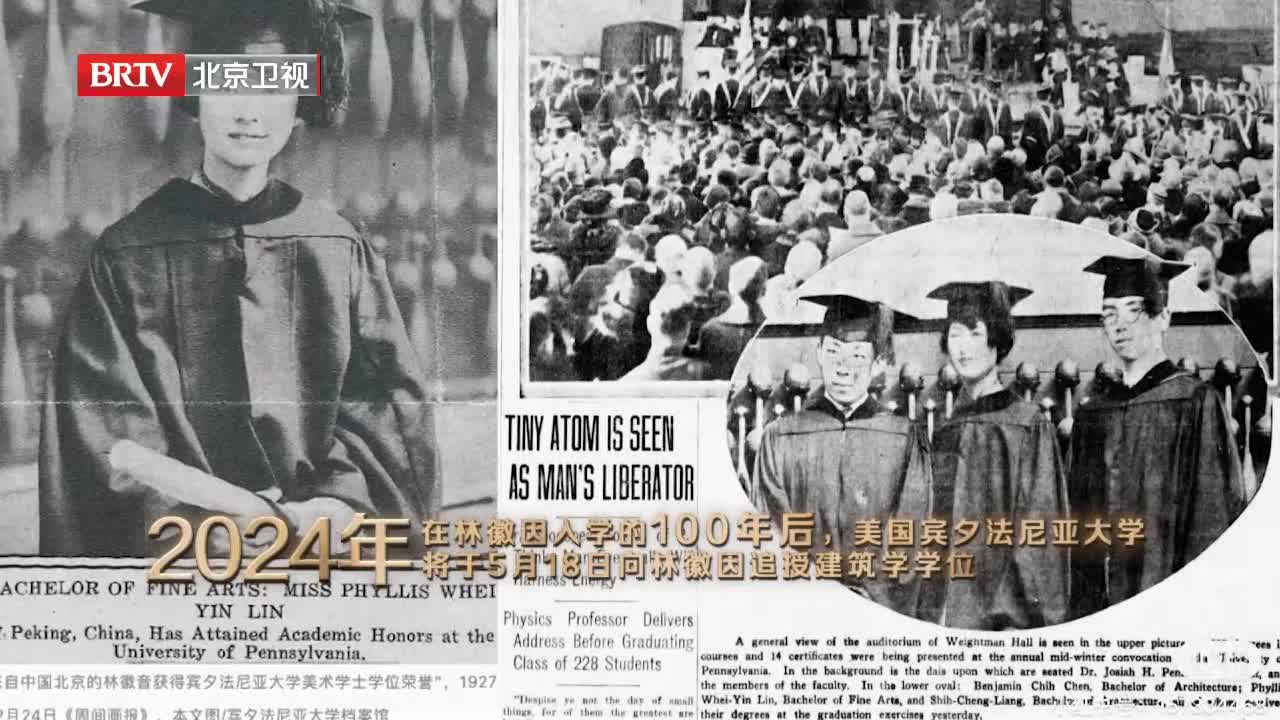 BRTV 北京卫视
TINY ATOM IS SEEN
AS MAN'S LIBERATOR
2024年
在林徽因入学的100年后，美国宾夕法尼亚大学
将于5月18日向林徽因追授建筑学学位
Harness Energy
ACHELOR OF FINE ARTS: MISS PHYLLIS WHEI
YIN LIN
Peking, China, Has Attained Academic Honors at the
University of Pennsylvania.
自中国北京的林徽音获得宾夕法尼亚大学美术学士学位荣誉”，1927
2月24日《周间画报》，本文图/宾夕法尼亚大学档案馆
Physics Professor Delivers
Address Before Graduating
Class of 228 Students
"Despise ye not the day of small
things, for of them the greatest are
A general view of the auditorium of Weightman Hall is seen in the upper picture
courses and 14 certificates were being presented at the annual mid-winter convocation
Pennsylvania. In the background is the dais upon which are seated Dr. Josiah H. Pen
the members of the faculty. In the lower oval: Benjamin Chih Chen, Bachelor of Architecture; Phyl
Whei-Yin Lin, Bachelor of Fine Arts, and Shih-Cheng-Liang, Bachelor of
their degrees at the graduation exercises yesterday.